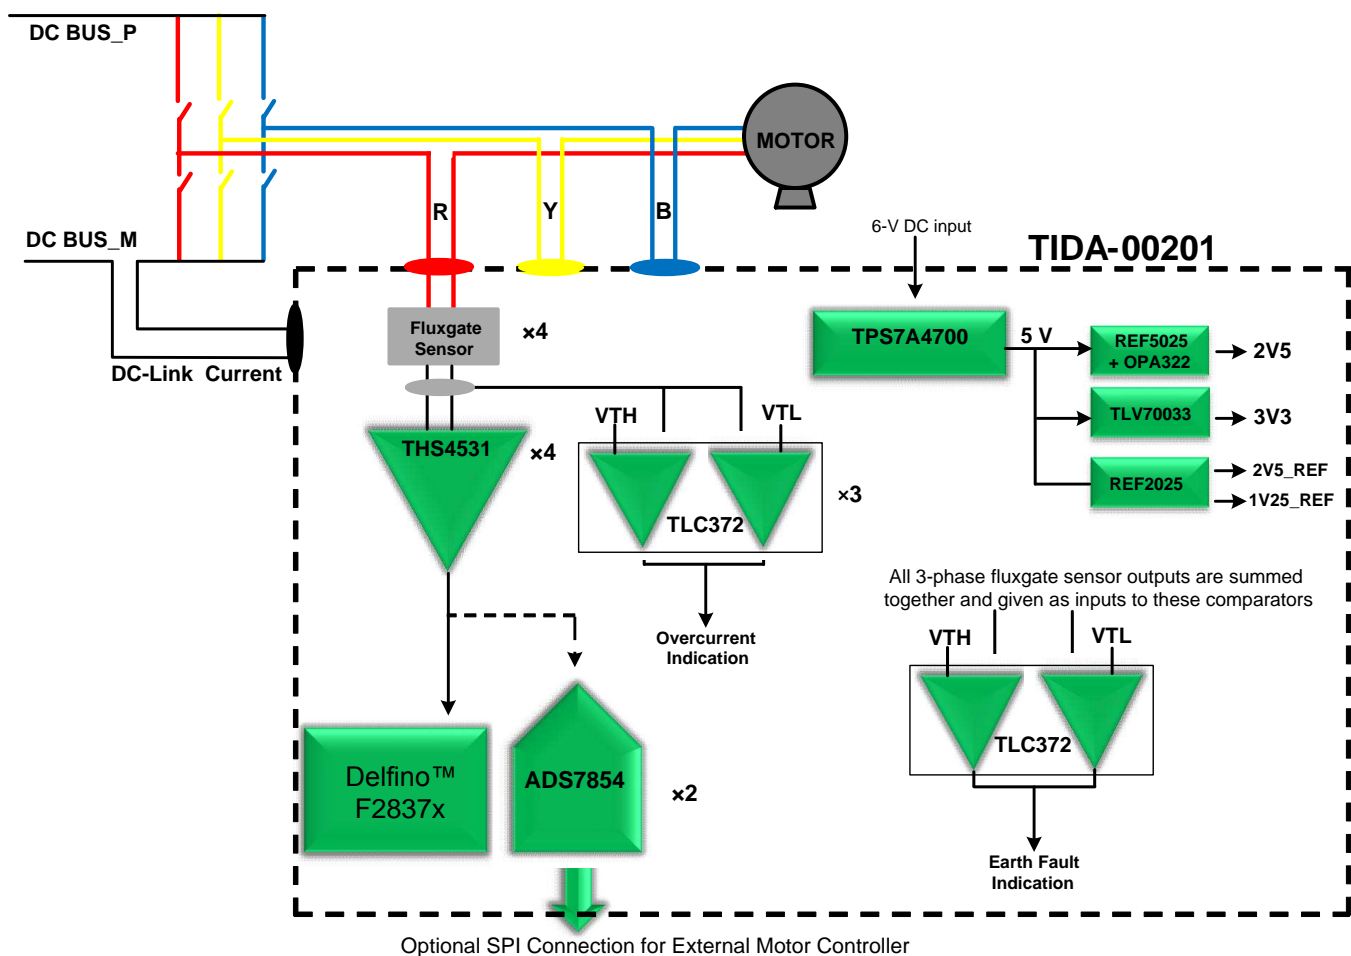 DC BUS_P
MOTOR
R
Y
B
DC BUS_M
6-V DC input
TIDA-00201
Fluxgate
Sensor
×4
TPS7A4700
5 V
REF5025
+ OPA322
2V5
DC-Link Current
TLV70033
3V3
REF2025
2V5_REF
1V25_REF
THS4531
×4
VTH
VTL
TLC372
×3
Overcurrent
Indication
All 3-phase fluxgate sensor outputs are summed
together and given as inputs to these comparators
VTH
VTL
TLC372
Earth Fault
Indication
Delfino™
F2837x
ADS7854
×2
Optional SPI Connection for External Motor Controller